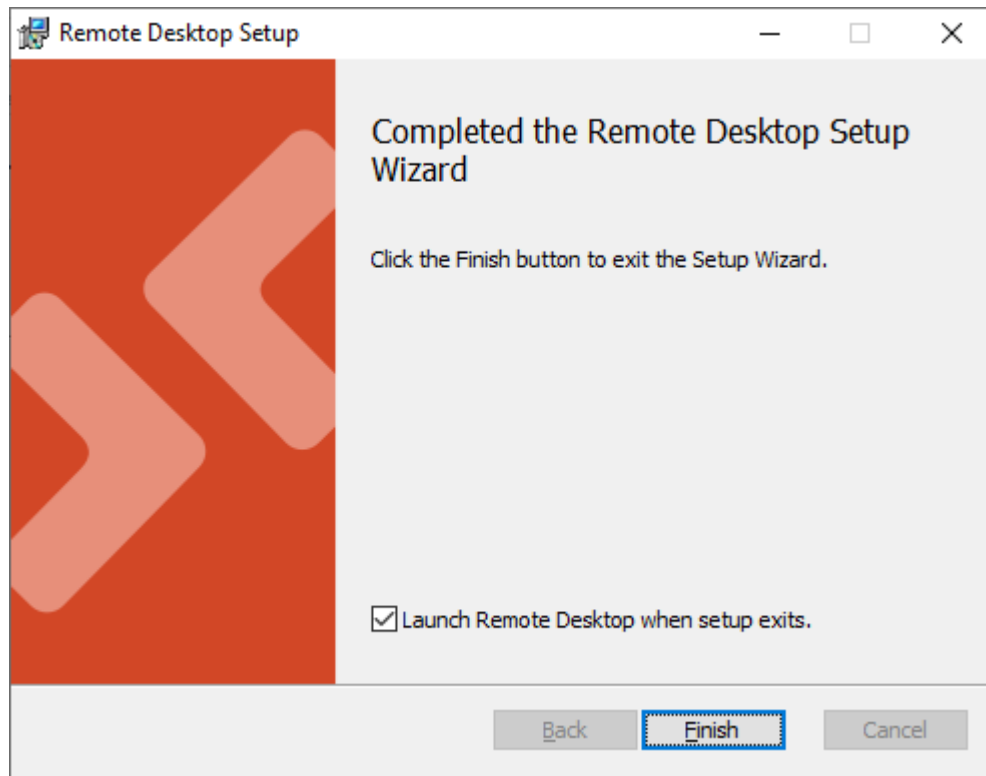 Remote Desktop Setup
Completed the Remote Desktop Setup
Wizard
Click the Finish button to exit the Setup Wizard.
Launch Remote Desktop when setup exits.
Back
Finish
Cancel